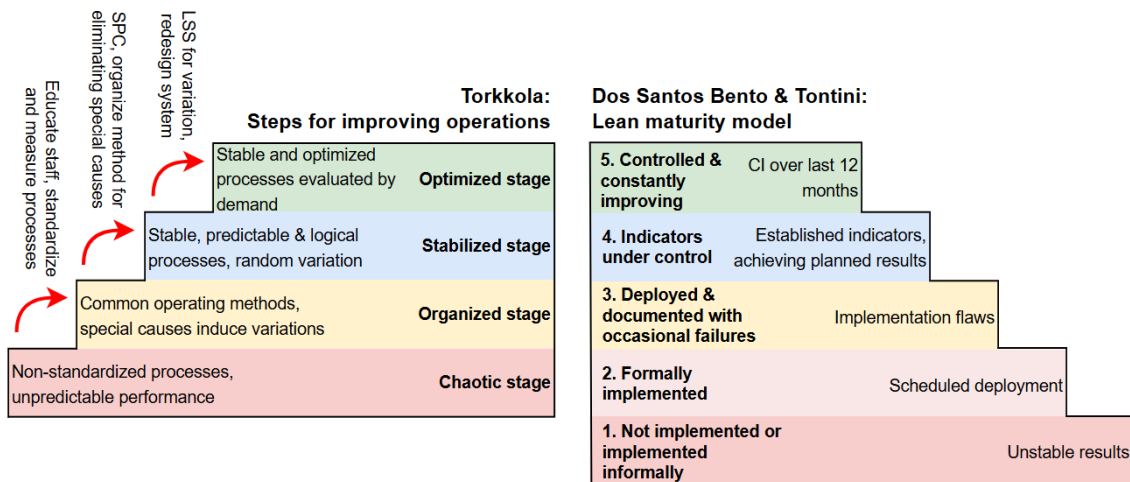 Educate staff, standardize
and measure processes
SPC, organize method for
eliminating special causes
LSS for variation,
redesign system
Torkkola:
Steps for improving operations
Stable and optimized
processes evaluated by
demand
Optimized stage
Stable, predictable & logical
processes, random variation
Stabilized stage
Common operating methods,
special causes induce variations
Organized stage
Non-standardized processes,
unpredictable performance
Chaotic stage
Dos Santos Bento & Tontini:
Lean maturity model
5. Controlled &
constantly
improving
CI over last 12
months
4. Indicators
under control
Established indicators,
achieving planned results
3. Deployed &
documented with
occasional failures
Implementation flaws
2. Formally
implemented
Scheduled deployment
1. Not implemented or
implemented
informally
Unstable results